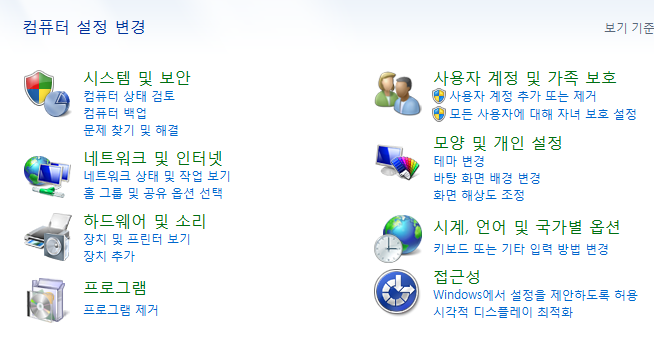 컴퓨터 설정 변경
보기 기준
시스템 및 보안
컴퓨터 상태 검토
컴퓨터 백업
문제 찾기 및 해결
네트워크 및 인터넷
네트워크 상태 및 작업 보기
홈 그룹 및 공유 옵션 선택
하드웨어 및 소리
장치 및 프린터 보기
장치 추가
프로그램
프로그램 제거
사용자 계정 및 가족 보호
사용자 계정 추가 또는 제거
모든 사용자에 대해 자녀 보호 설정
모양 및 개인 설정
테마 변경
바탕 화면 배경 변경
화면 해상도 조정
시계, 언어 및 국가별 옵션
키보드 또는 기타 입력 방법 변경
접근성
Windows에서 설정을 제안하도록 허용
시각적 디스플레이 최적화